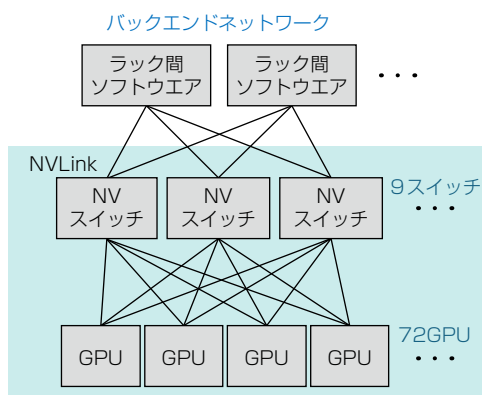 バックエンドネットワーク
ラック間
ソフトウエア
ラック間
ソフトウエア
・・・
NVLink
NV
スイッチ
NV
スイッチ
NV
スイッチ
9スイッチ
・・・
GPU
GPU
GPU
GPU
72GPU
・・・